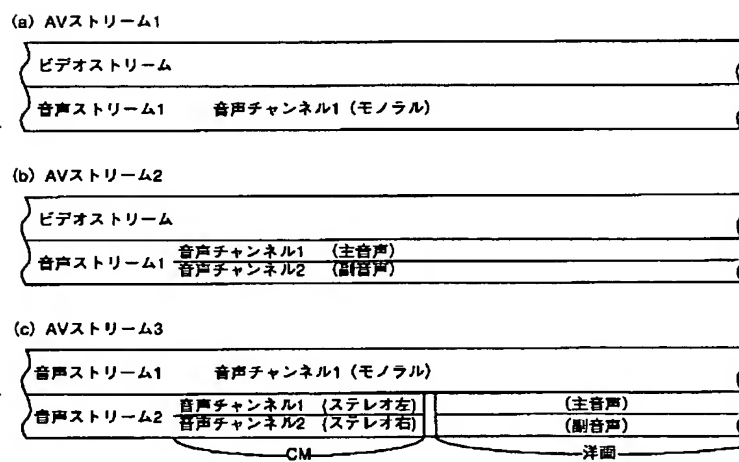 (a) AVストリーム1
ビデオストリーム
音声ストリーム1 音声チャンネル1 (モノラル)
(b) AVストリーム2
ビデオストリーム
音声ストリーム1
音声チャンネル1 (主音声)
音声チャンネル2 (副音声)
(c) AVストリーム3
音声ストリーム1 音声チャンネル1 (モノラル)
音声ストリーム2
音声チャンネル1 (ステレオ左) (主音声)
音声チャンネル2 (ステレオ右) (副音声)
CM 洋画